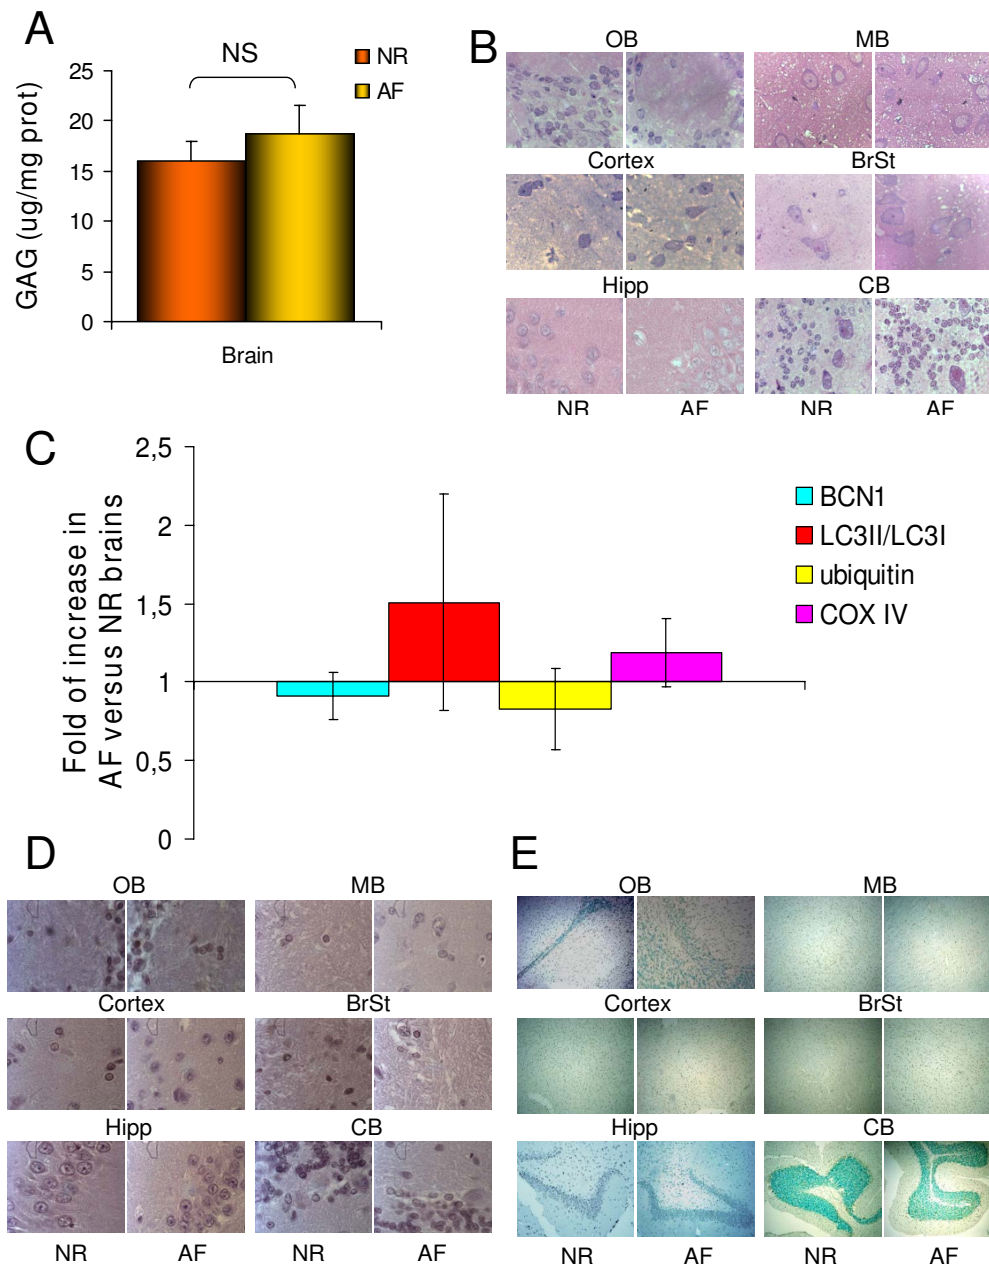 A
NS
NR
AF
25
20
15
10
5
0
GAG (ug/mg prot)
Brain
B
OB
MB
Cortex
BrSt
Hipp
CB
NR
AF
NR
AF
C
2,5
2
1,5
1
0,5
0
Fold of increase in
AF versus NR brains
BCN1
LC3II/LC3I
ubiquitin
COX IV
D
OB
MB
Cortex
BrSt
Hipp
CB
NR
AF
NR
AF
E
OB
MB
Cortex
BrSt
Hipp
CB
NR
AF
NR
AF